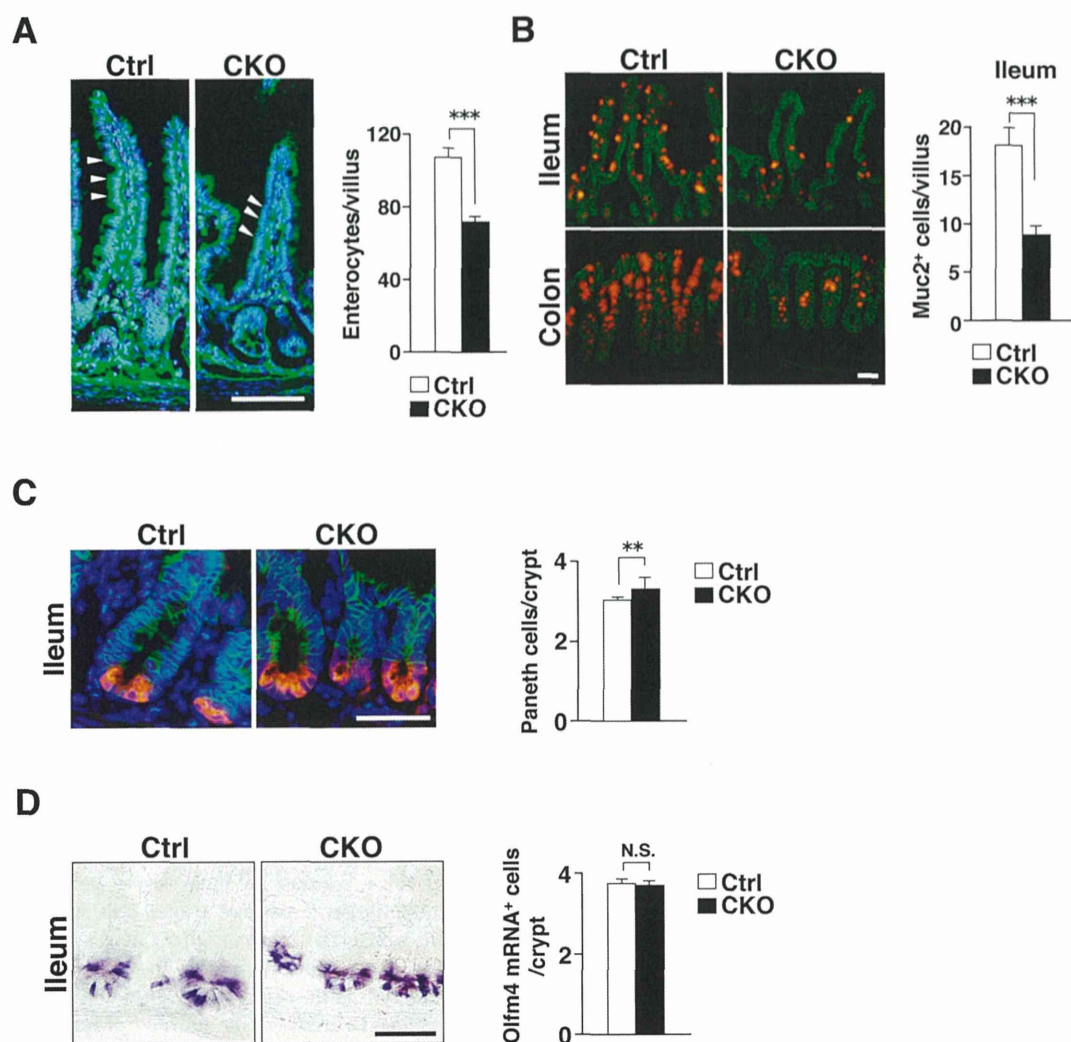 A
Ctrl CKO
Enterocytes/villus
120
80
40
0
***
Ctrl
CKO
B
Ctrl CKO
Ileum
Colon
Ileum
Muc2⁺ cells/villus
20
15
10
5
0
***
Ctrl
CKO
C
Ctrl CKO
Ileum
Paneth cells/crypt
4
2
0
**
Ctrl
CKO
D
Ctrl CKO
Ileum
Olfm4 mRNA⁺ cells
/crypt
4
2
0
N.S.
Ctrl
CKO